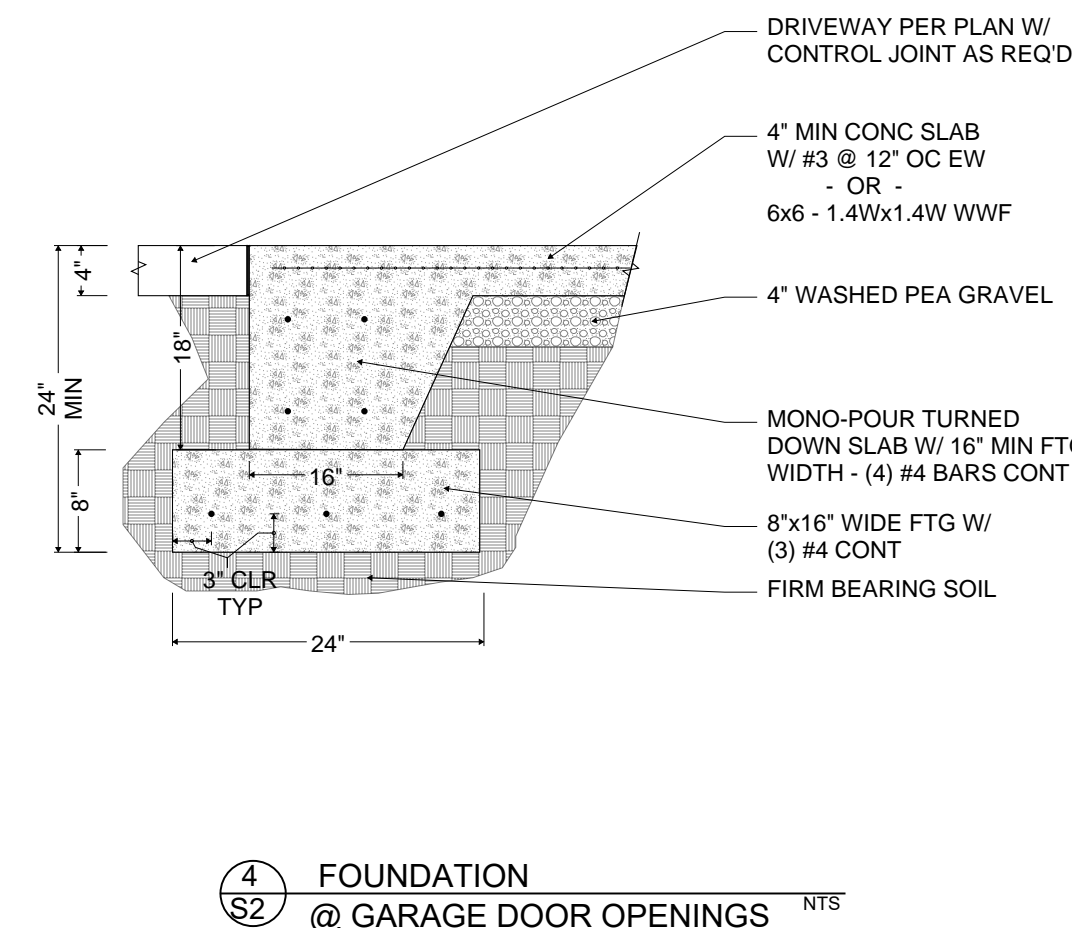 DRIVEWAY PER PLAN W/
CONTROL JOINT AS REQ'D
4" MIN CONC SLAB
W/ #3 @ 12" OC EW
- OR -
6x6 - 1.4Wx1.4W WWF
4" WASHED PEA GRAVEL
MONO-POUR TURNED
DOWN SLAB W/ 16" MIN FTG
WIDTH - (4) #4 BARS CONT
8"x16" WIDE FTG W/
(3) #4 CONT
FIRM BEARING SOIL
4"
18"
24"
MIN
8"
16"
3" CLR
TYP
24"
4
S2
FOUNDATION
@ GARAGE DOOR OPENINGS
NTS